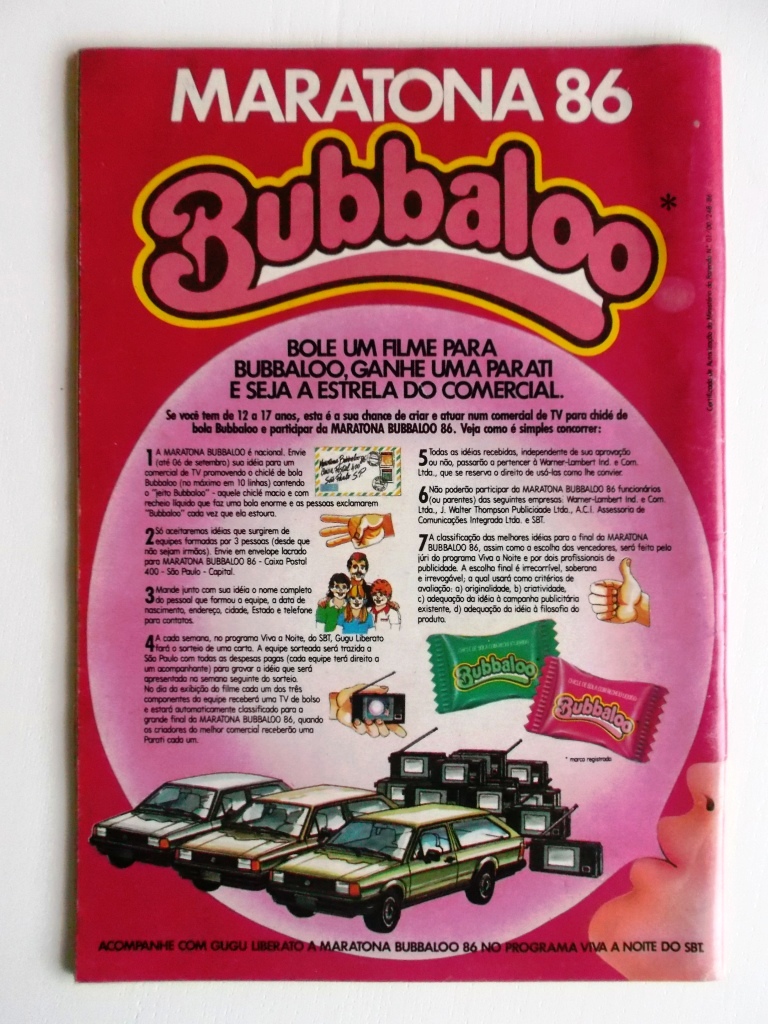 MARATONA 86
Bubbaloo*
BOLE UM FILME PARA
BUBBALOO, GANHE UMA PARATI
E SEJA A ESTRELA DO COMERCIAL.
Se você tem de 12 a 17 anos, esta é a sua chance de criar e atuar num comercial de TV para chiclé de
bola Bubbaloo e participar da MARATONA BUBBALOO 86. Veja como é simples concorrer:
1 A MARATONA BUBBALOO é nacional. Envie
(até 06 de setembro) sua idéia para um
comercial de TV promovendo o chiclé de bola
Bubbaloo (no máximo em 10 linhas) contendo
o "jeito Bubbaloo" - aquele chiclé macio e com
recheio líquido que faz uma bola enorme e as pessoas exclamarem
"Bubbaloo" cada vez que ela estoura.
2 Só aceitaremos idéias que surgirem de
equipes formadas por 3 pessoas (desde que
não sejam irmãos). Envie em envelope lacrado
para MARATONA BUBBALOO 86 - Caixa Postal
400 - São Paulo - Capital.
3 Mande junto com sua idéia o nome completo
do pessoal que formou a equipe, a data de
nascimento, endereço, cidade, Estado e telefone
para contatos.
4 A cada semana, no programa Viva a Noite, do SBT, Gugu Liberato
fará o sorteio de uma carta. A equipe sorteada será trazida a
São Paulo com todas as despesas pagas (cada equipe terá direito a
um acompanhante) para provar a idéia que será
apresentada na semana seguinte do sorteio.
No dia da exibição do filme cada um dos três
componentes da equipe receberá uma TV de bolso
e estará automaticamente classificado para a
grande final da MARATONA BUBBALOO 86, quando
os criadores do melhor comercial receberão uma
Parati cada um.
Maratona Bubbaloo 86
Caixa Postal 400
São Paulo SP
5 Todas as idéias recebidas, independente de sua aprovação
ou não, passarão a pertencer à Warner-Lambert Ind. e Com.
Ltda., que se reserva o direito de usá-las como lhe convier.
6 Não poderão participar da MARATONA BUBBALOO 86 funcionários
(ou parentes) das seguintes empresas: Warner-Lambert Ind. e Com.
Ltda., J. Walter Thompson Publicidade Ltda., A.C.I. Assessoria de
Comunicações Integrada Ltda. e SBT.
7 A classificação das melhores idéias para o final da MARATONA
BUBBALOO 86, assim como a escolha dos vencedores, será feita pelo
júri do programa Viva a Noite e por dois profissionais de
publicidade. A escolha final é irrecorrível, soberana
e irrevogável; a qual usará como critérios de
avaliação: a) originalidade, b) criatividade,
c) adequação da idéia à campanha publicitária
existente, d) adequação da idéia à filosofia do
produto.
Bubbaloo
Bubbaloo
* marca registrada
ACOMPANHE COM GUGU LIBERATO A MARATONA BUBBALOO 86 NO PROGRAMA VIVA A NOITE DO SBT.